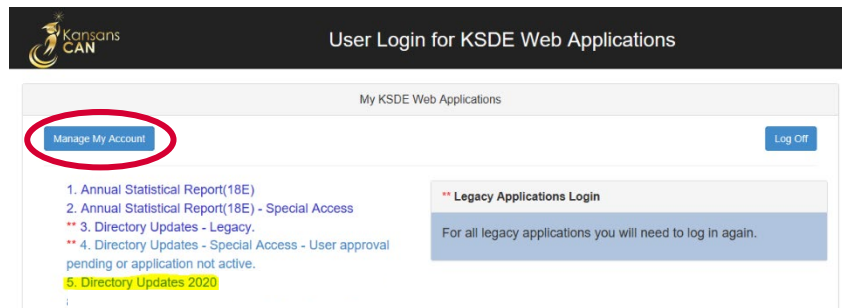 Kansans
CAN
User Login for KSDE Web Applications
My KSDE Web Applications
Manage My Account
Log Off
1. Annual Statistical Report(18E)
2. Annual Statistical Report(18E) - Special Access
** 3. Directory Updates - Legacy.
** 4. Directory Updates - Special Access - User approval
pending or application not active.
5. Directory Updates 2020
** Legacy Applications Login
For all legacy applications you will need to log in again.